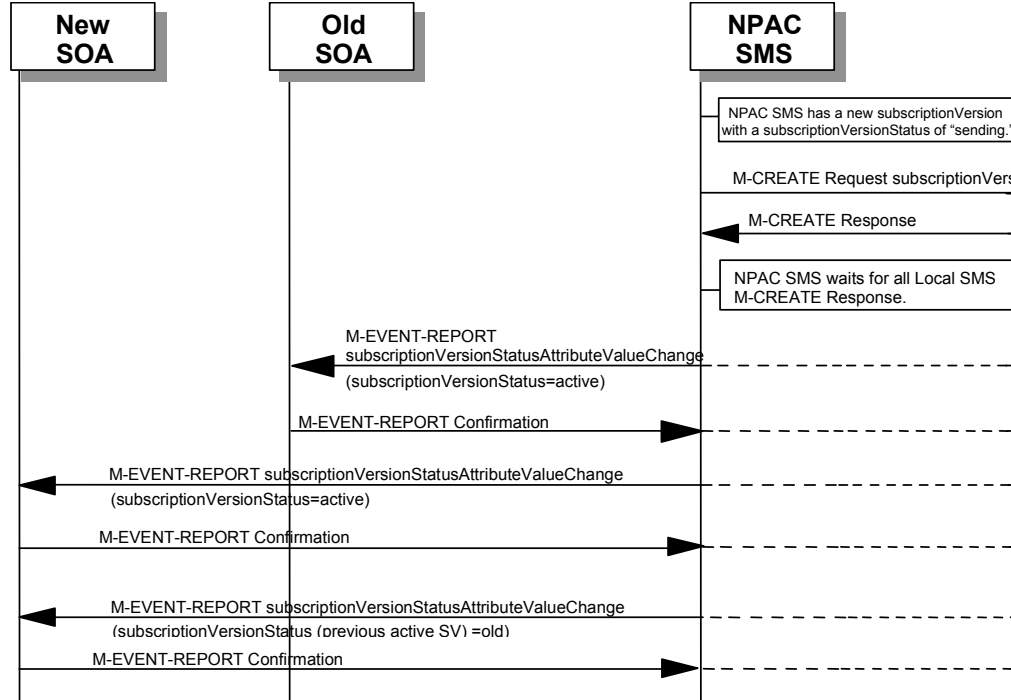 New
SOA
Old
SOA
NPAC
SMS
NPAC SMS has a new subscriptionVersion
with a subscriptionVersionStatus of “sending.”
M-CREATE Request subscriptionVers
M-CREATE Response
NPAC SMS waits for all Local SMS
M-CREATE Response.
M-EVENT-REPORT
subscriptionVersionStatusAttributeValueChange
(subscriptionVersionStatus=active)
M-EVENT-REPORT Confirmation
M-EVENT-REPORT subscriptionVersionStatusAttributeValueChange
(subscriptionVersionStatus=active)
M-EVENT-REPORT Confirmation
M-EVENT-REPORT subscriptionVersionStatusAttributeValueChange
(subscriptionVersionStatus (previous active SV) =old)
M-EVENT-REPORT Confirmation